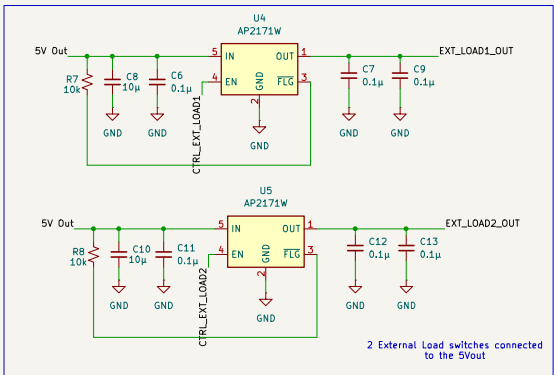 U4
AP2171W
5V Out
5
IN
OUT
1
EXT_LOAD1_OUT
R7
10k
C8
10µ
C6
0.1µ
4
EN
GND
FLG
3
C7
0.1µ
C9
0.1µ
2
CTRL_EXT_LOAD1
GND
GND
GND
GND
GND
U5
AP2171W
5V Out
5
IN
OUT
1
EXT_LOAD2_OUT
R8
10k
C10
10µ
C11
0.1µ
4
EN
GND
FLG
3
C12
0.1µ
C13
0.1µ
2
CTRL_EXT_LOAD2
GND
GND
GND
GND
GND
2 External Load switches connected
to the 5Vout